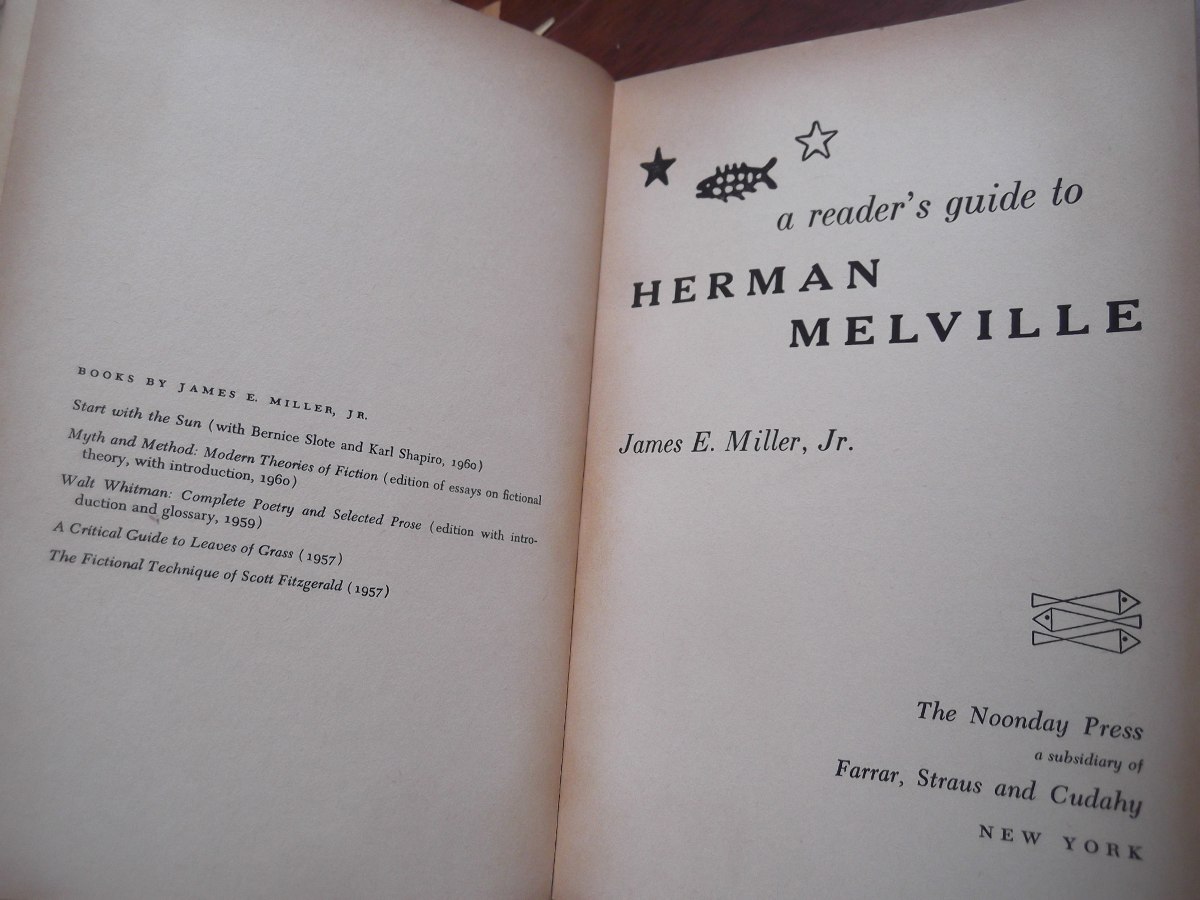 BOOKS BY JAMES E. MILLER, JR.
Start with the Sun (with Bernice Slote and Karl Shapiro, 1960)
Myth and Method: Modern Theories of Fiction (edition of essays on fictional
theory, with introduction, 1960)
Walt Whitman: Complete Poetry and Selected Prose (edition with intro-
duction and glossary, 1959)
A Critical Guide to Leaves of Grass (1957)
The Fictional Technique of Scott Fitzgerald (1957)
a reader's guide to
HERMAN
MELVILLE
James E. Miller, Jr.
The Noonday Press
a subsidiary of
Farrar, Straus and Cudahy
NEW YORK